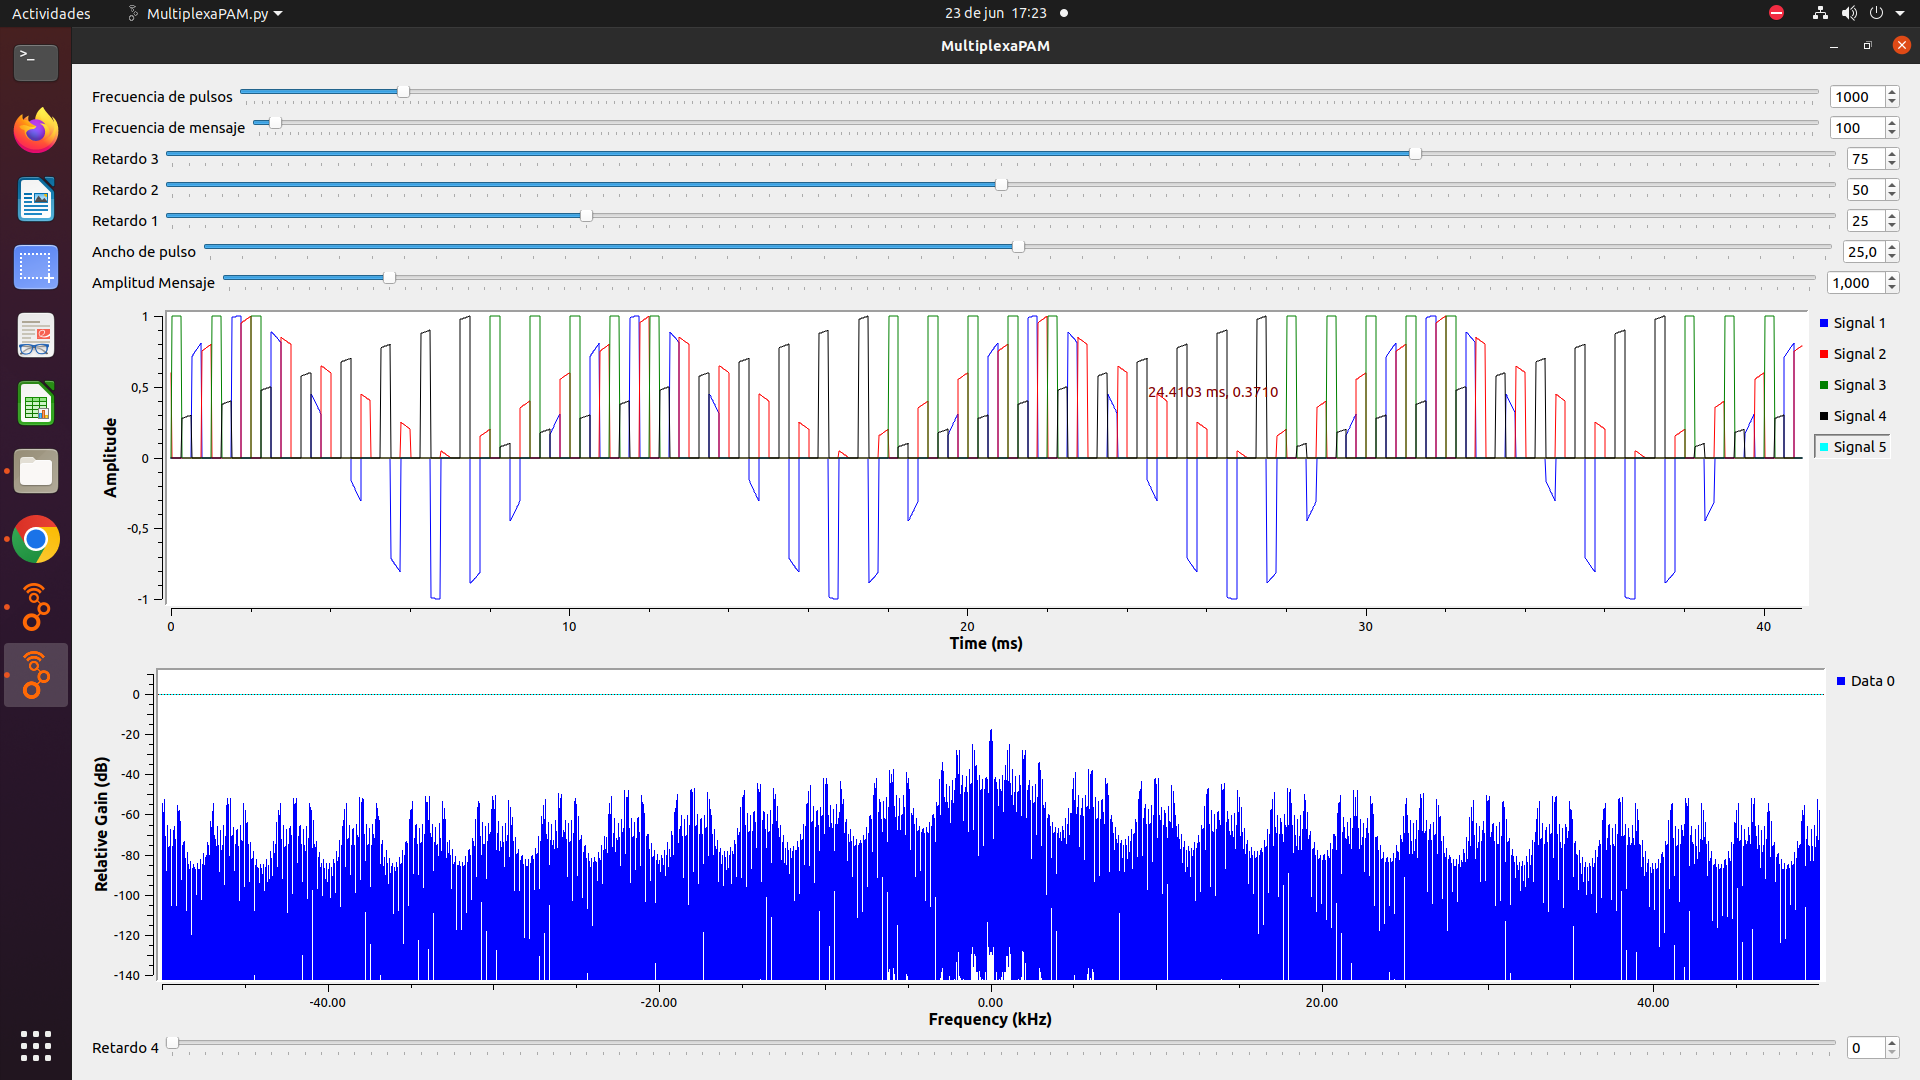 Actividades MultiplexaPAM.py 23 de jun 17:23
MultiplexaPAM
Frecuencia de pulsos 1000
Frecuencia de mensaje 100
Retardo 3 75
Retardo 2 50
Retardo 1 25
Ancho de pulso 25,0
Amplitud Mensaje 1,000
1
0,5
0
-0,5
-1
Amplitude
24.4103 ms, 0.3710
Signal 1
Signal 2
Signal 3
Signal 4
Signal 5
0 10 20 30 40
Time (ms)
0
-20
-40
-60
-80
-100
-120
-140
Relative Gain (dB)
Data 0
-40.00 -20.00 0.00 20.00 40.00
Frequency (kHz)
Retardo 4 0